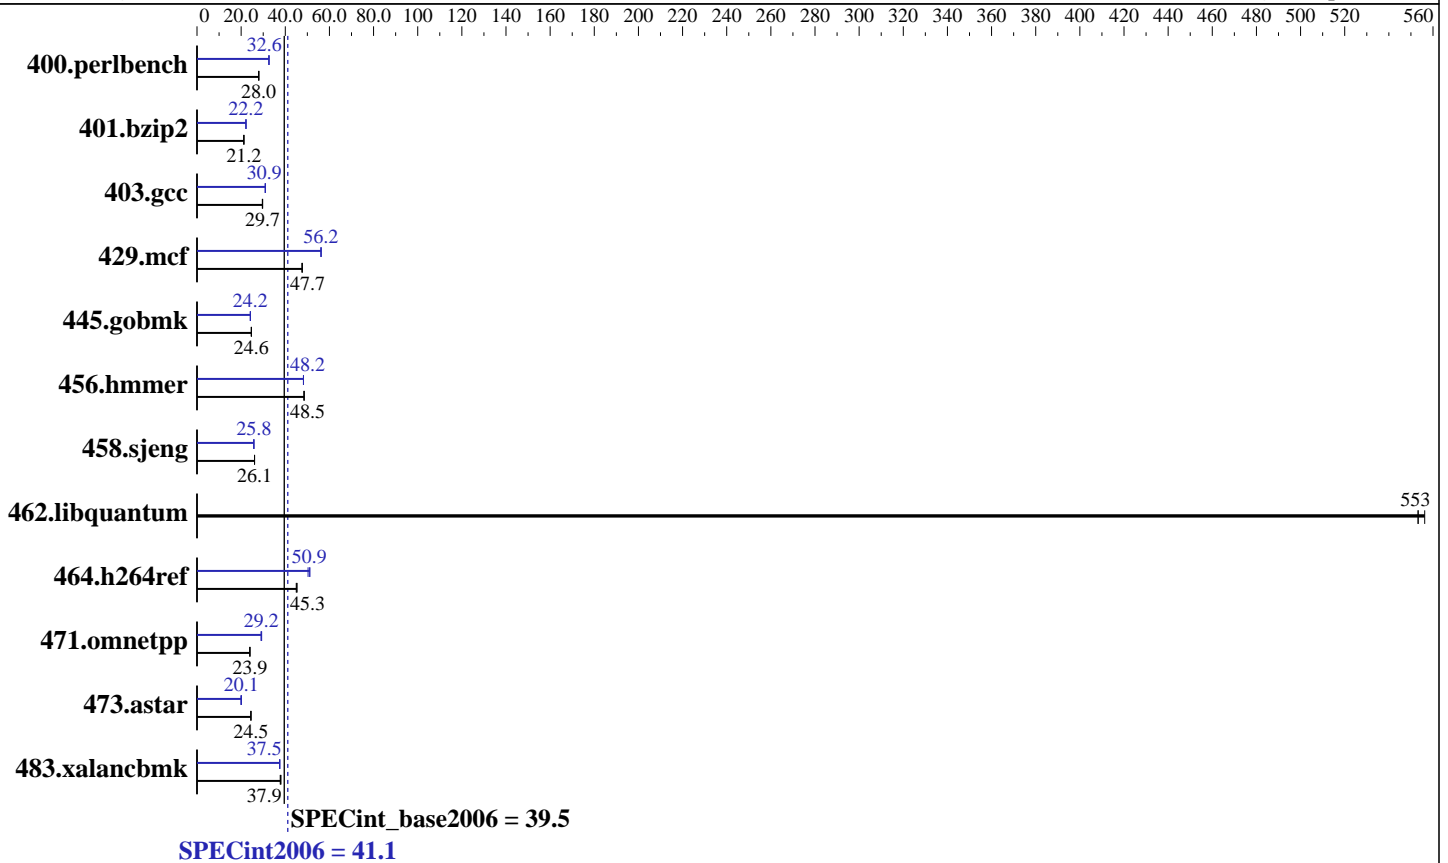 0 20.0 40.0 60.0 80.0 100 120 140 160 180 200 220 240 260 280 300 320 340 360 380 400 420 440 460 480 500 520 560
32.6
400.perlbench
28.0
22.2
401.bzip2
21.2
30.9
403.gcc
29.7
56.2
429.mcf
47.7
24.2
445.gobmk
24.6
48.2
456.hmmer
48.5
25.8
458.sjeng
26.1
553
462.libquantum
50.9
464.h264ref
45.3
29.2
471.omnetpp
23.9
20.1
473.astar
24.5
37.5
483.xalancbmk
37.9
SPECint_base2006 = 39.5
SPECint2006 = 41.1